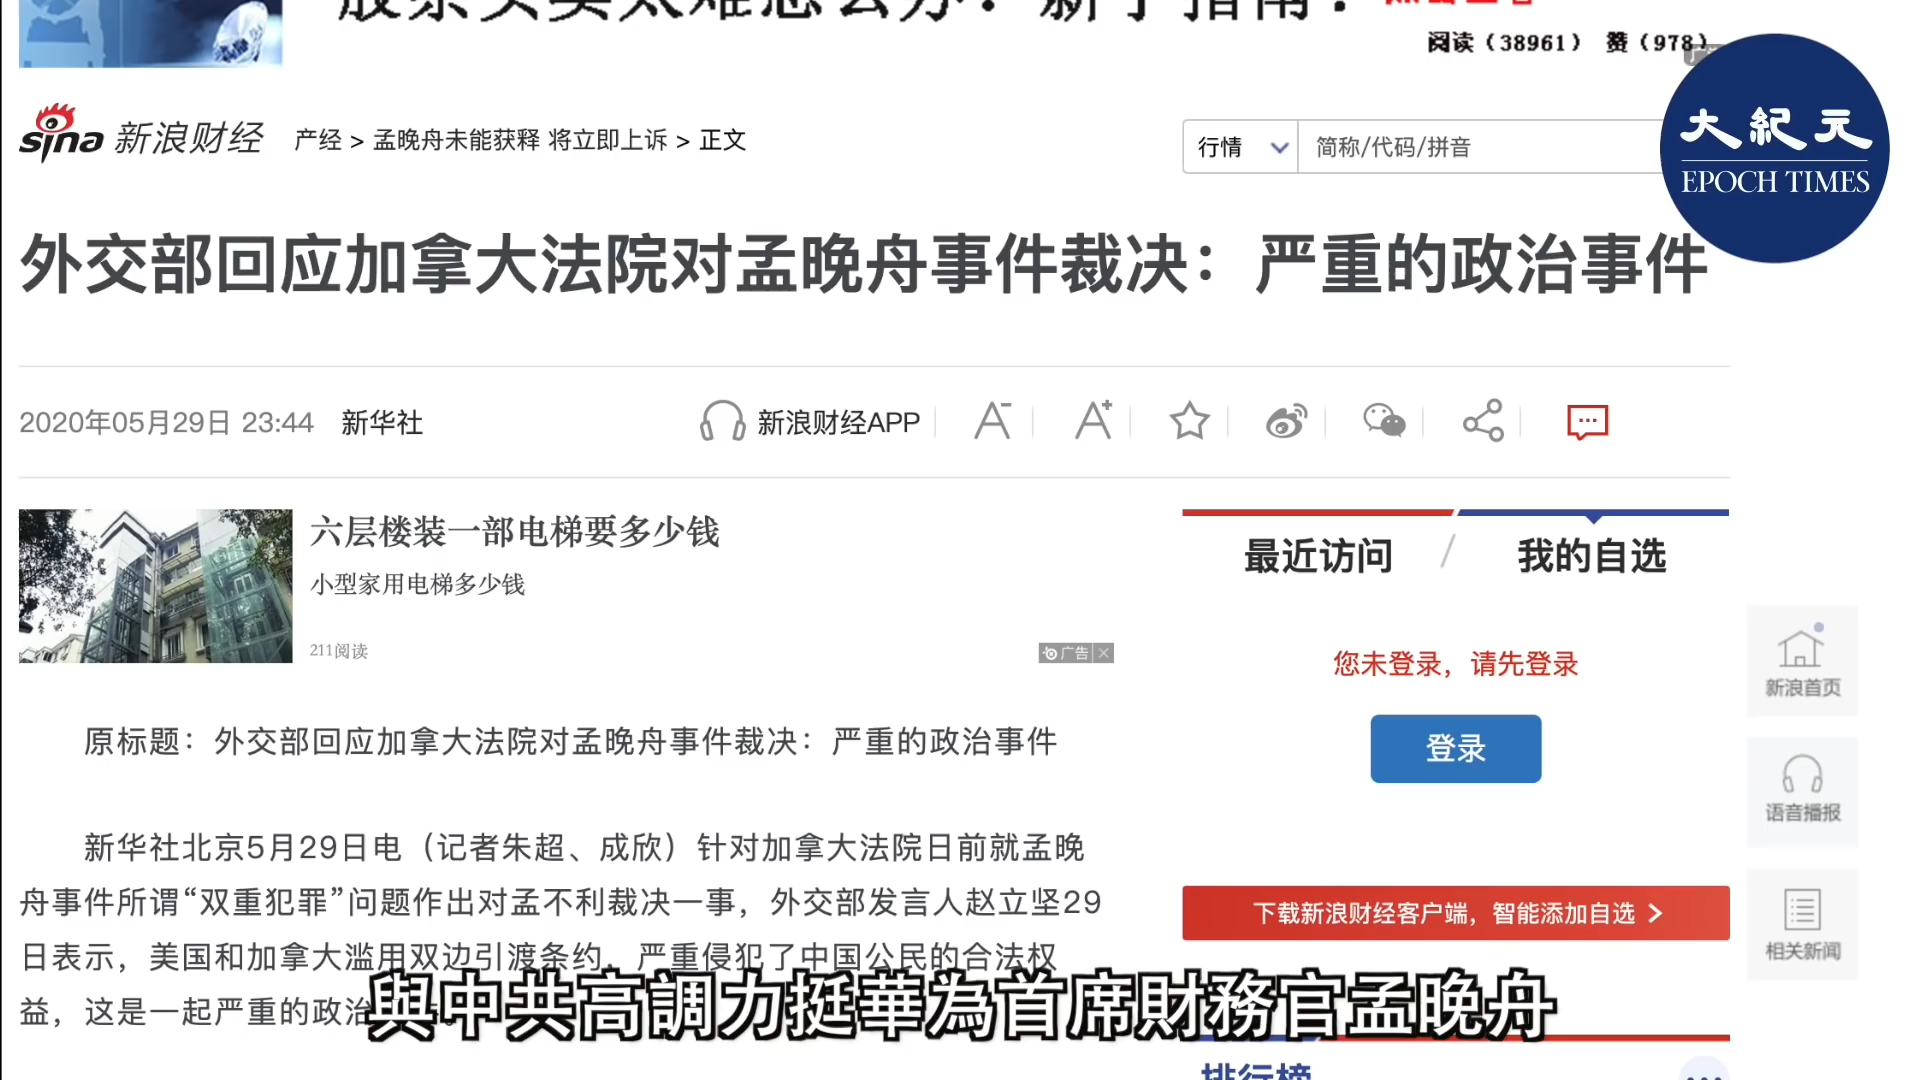 股票买卖太难怎么办？新手指南！
阅读（38961） 赞（978）
sina 新浪财经 产经 > 孟晚舟未能获释 将立即上诉 > 正文
行情 简称/代码/拼音
大紀元
EPOCH TIMES
外交部回应加拿大法院对孟晚舟事件裁决：严重的政治事件
2020年05月29日 23:44 新华社 新浪财经APP A- A+
六层楼装一部电梯要多少钱
小型家用电梯多少钱
211阅读
广告
最近访问 / 我的自选
您未登录，请先登录
登录
新浪首页
语音播报
相关新闻
原标题：外交部回应加拿大法院对孟晚舟事件裁决：严重的政治事件
新华社北京5月29日电（记者朱超、成欣）针对加拿大法院日前就孟晚
舟事件所谓“双重犯罪”问题作出对孟不利裁决一事，外交部发言人赵立坚29
日表示，美国和加拿大滥用双边引渡条约，严重侵犯了中国公民的合法权
益，这是一起严重的政治
下载新浪财经客户端，智能添加自选 >
與中共高調力挺華為首席財務官孟晚舟
排行榜